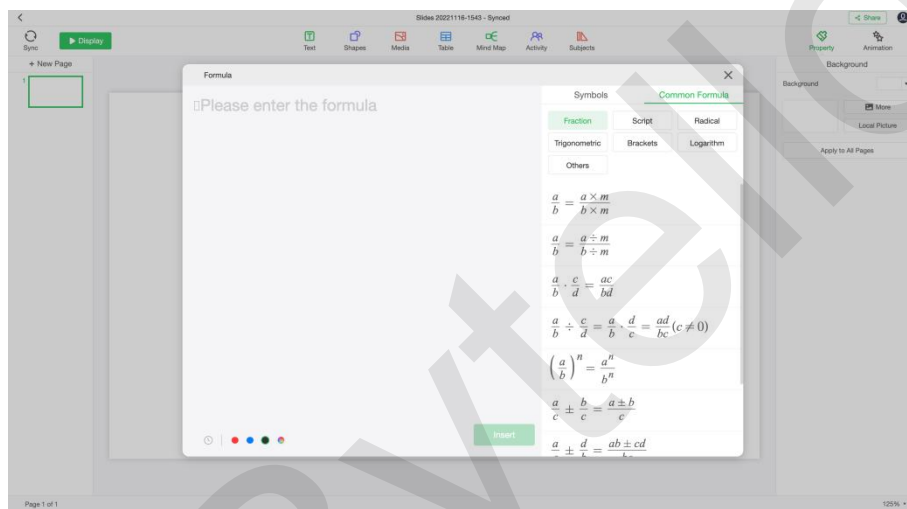 Slides 20221116-1543 - Synced
Share
Sync
Display
Text
Shapes
Media
Table
Mind Map
Activity
Subjects
Property
Animation
+ New Page
Background
1
Formula
Please enter the formula
Symbols
Common Formula
Fraction
Script
Radical
Trigonometric
Brackets
Logarithm
Others
a/b = a × m/b × m
a/b = a ÷ m/b ÷ m
a/b · c/d = ac/bd
a/b ÷ c/d = a/b · d/c = ad/bc (c ≠ 0)
(a/b)^n = a^n/b^n
a/c ± b/c = a ± b/c
Insert
Background
More
Local Picture
Apply to All Pages
Page 1 of 1
125%